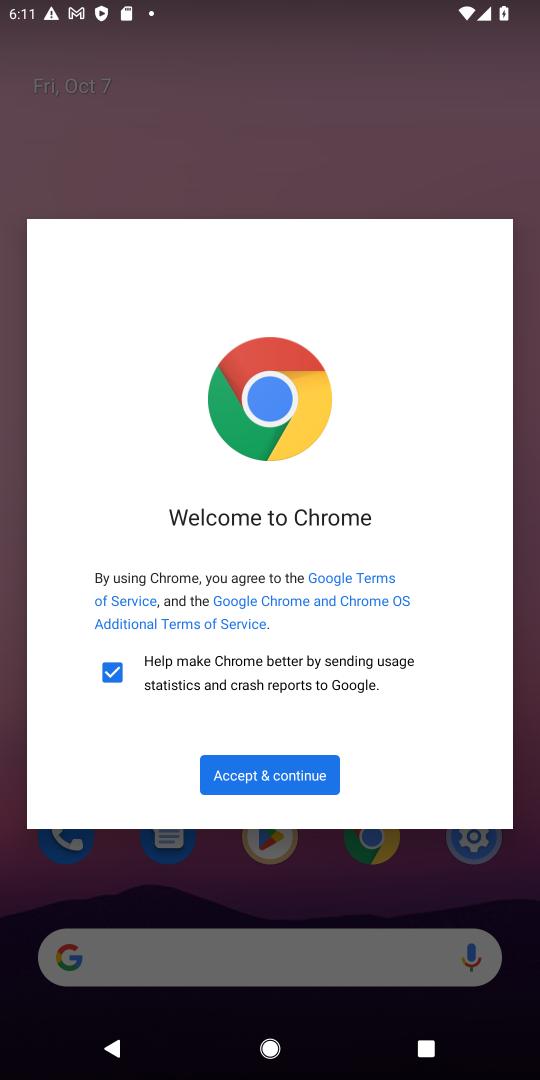 6:11
Fri, Oct 7
Welcome to Chrome
By using Chrome, you agree to the Google Terms
of Service, and the Google Chrome and Chrome OS
Additional Terms of Service.
Help make Chrome better by sending usage
statistics and crash reports to Google.
Accept & continue